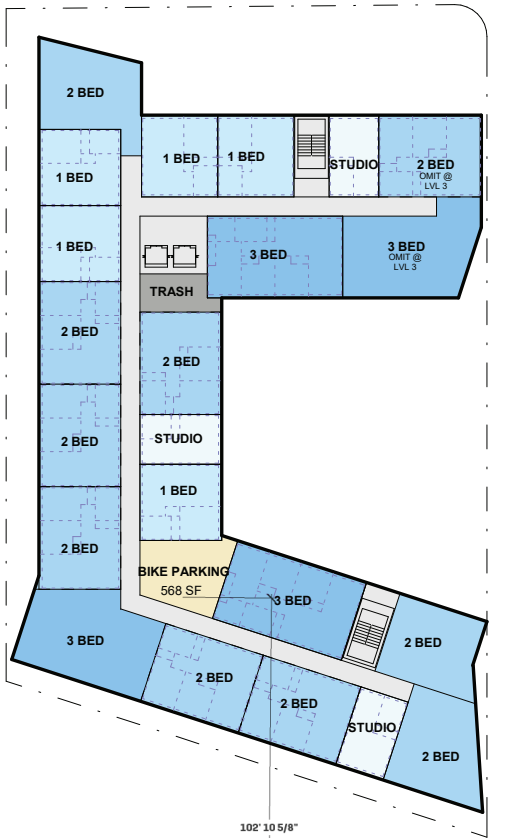 2 BED
1 BED
1 BED
STUDIO
2 BED
OMIT @
LVL 3
1 BED
1 BED
3 BED
3 BED
OMIT @
LVL 3
TRASH
2 BED
2 BED
2 BED
STUDIO
1 BED
2 BED
BIKE PARKING
568 SF
3 BED
3 BED
2 BED
2 BED
2 BED
STUDIO
2 BED
102' 10 5/8"